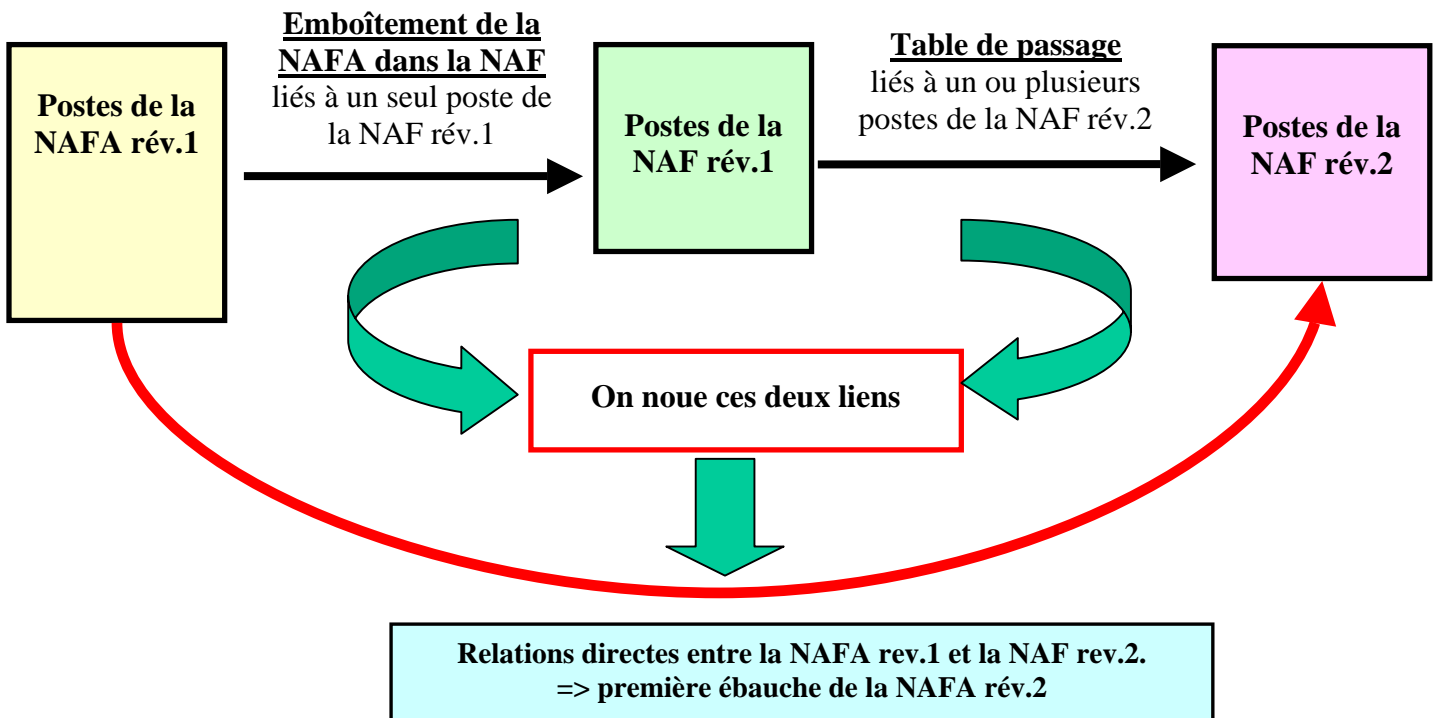 Emboîtement de la
NAFA dans la NAF
liés à un seul poste de
la NAF rév.1
Table de passage
liés à un ou plusieurs
postes de la NAF rév.2
Postes de la
NAFA rév.1
Postes de la
NAF rév.1
Postes de la
NAF rév.2
On noue ces deux liens
Relations directes entre la NAFA rev.1 et la NAF rev.2.
=> première ébauche de la NAFA rév.2